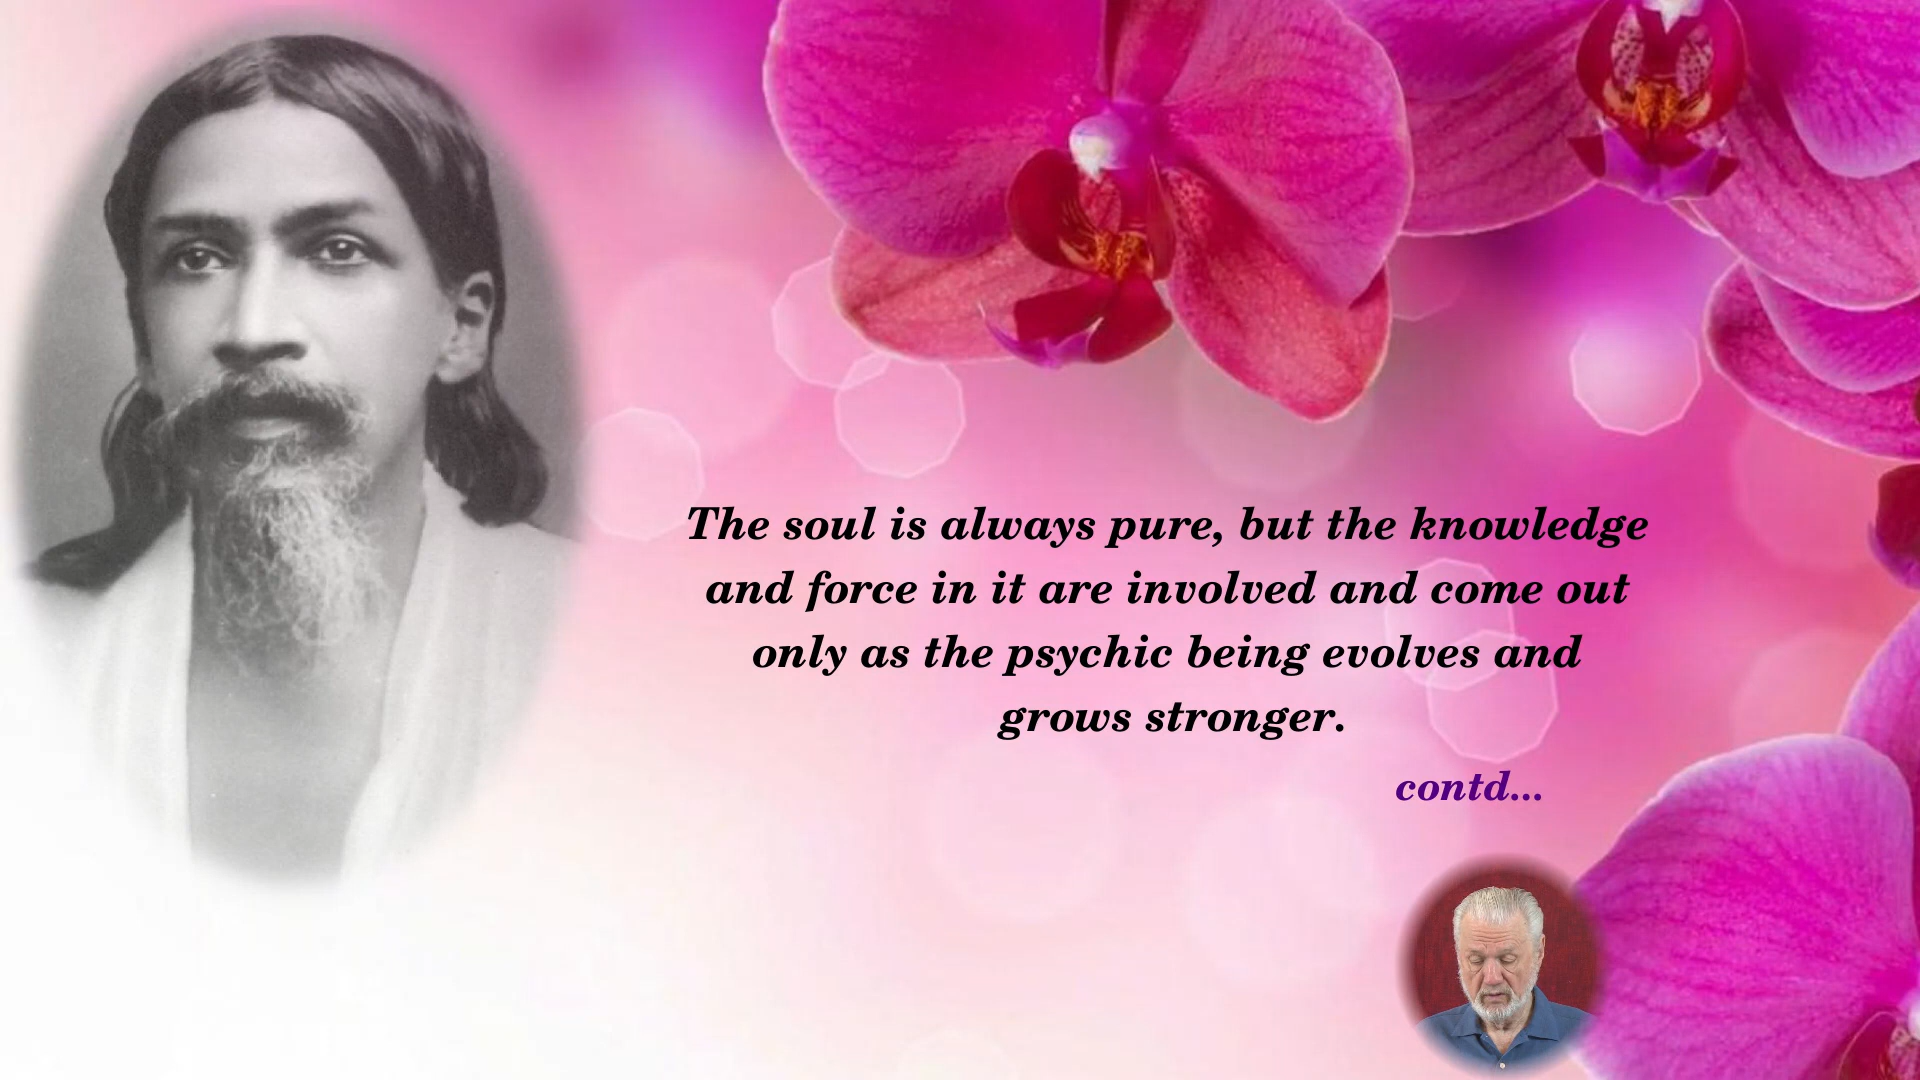 The soul is always pure, but the knowledge
and force in it are involved and come out
only as the psychic being evolves and
grows stronger.
contd...